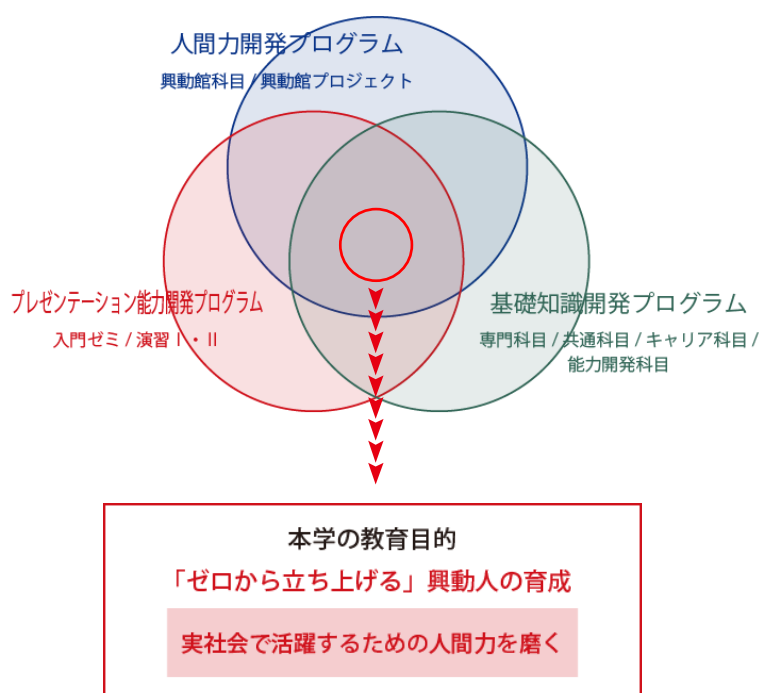 人間力開発プログラム
興動館科目 / 興動館プロジェクト
プレゼンテーション能力開発プログラム
入門ゼミ / 演習Ⅰ・Ⅱ
基礎知識開発プログラム
専門科目 / 共通科目 / キャリア科目 /
能力開発科目
本学の教育目的
「ゼロから立ち上げる」興動人の育成
実社会で活躍するための人間力を磨く